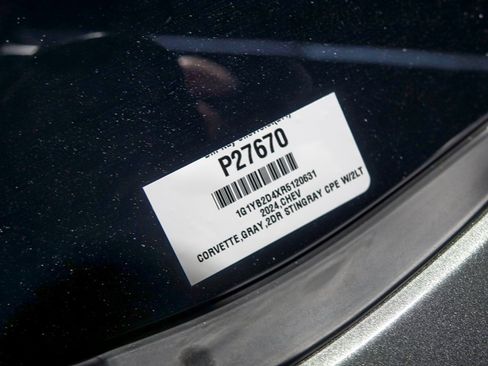 P27670
1G1YB2D4XR5120631
2024,CHEV
CORVETTE,GRAY,2DR STINGRAY CPE W/2LT